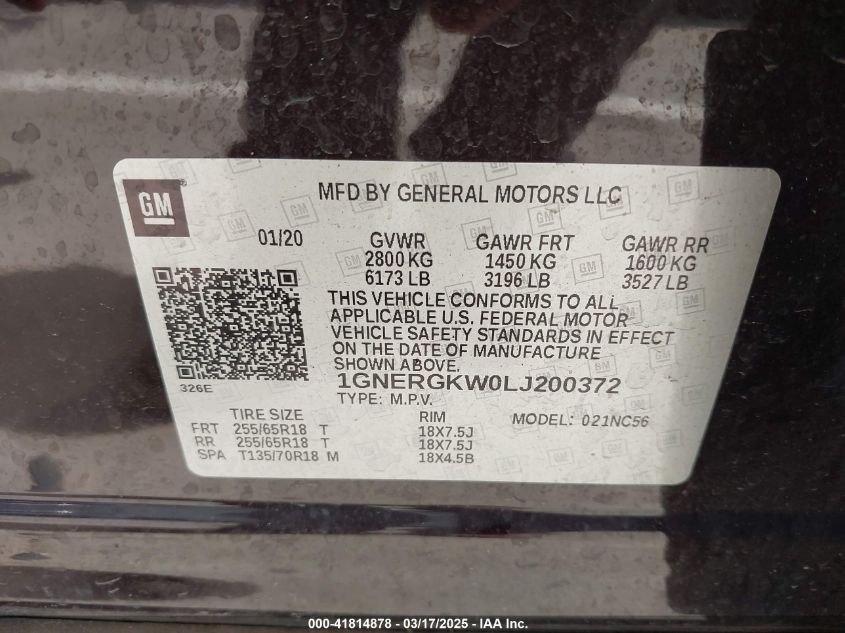 GM
MFD BY GENERAL MOTORS LLC
01/20 GVWR GAWR FRT GAWR RR
2800 KG 1450 KG 1600 KG
6173 LB 3196 LB 3527 LB
THIS VEHICLE CONFORMS TO ALL
APPLICABLE U.S. FEDERAL MOTOR
VEHICLE SAFETY STANDARDS IN EFFECT
ON THE DATE OF MANUFACTURE
SHOWN ABOVE.
326E
1GNERGKW0LJ200372
TYPE: M.P.V.
TIRE SIZE RIM MODEL: 021NC56
FRT 255/65R18 T 18X7.5J
RR 255/65R18 T 18X7.5J
SPA T135/70R18 M 18X4.5B
000-41814878 — 03/17/2025 — IAA Inc.